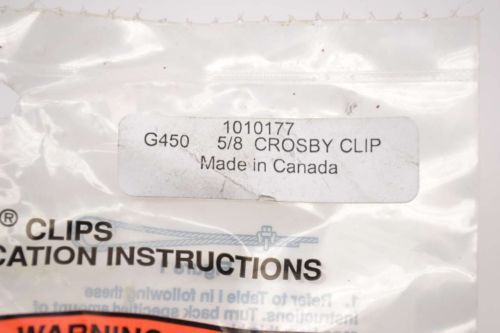 1010177
G450 5/8 CROSBY CLIP
Made in Canada
® CLIPS
CATION INSTRUCTIONS
1. Refer to Table 1 in following these
instructions. Turn back specified amount
WARNING